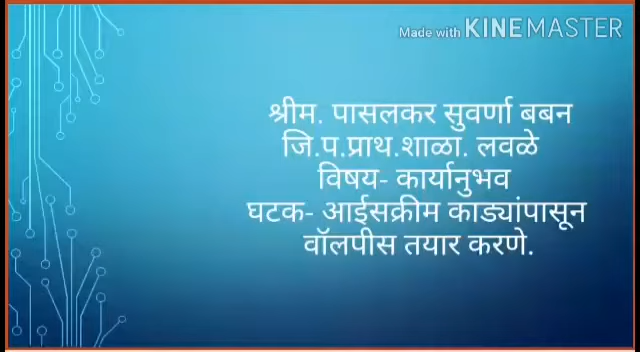 Made with KINEMASTER
श्रीम. पासलकर सुवर्णा बबन
जि.प.प्राथ.शाळा. लवळे
विषय- कार्यानुभव
घटक- आईसक्रीम काड्यांपासून
वॉलपीस तयार करणे.